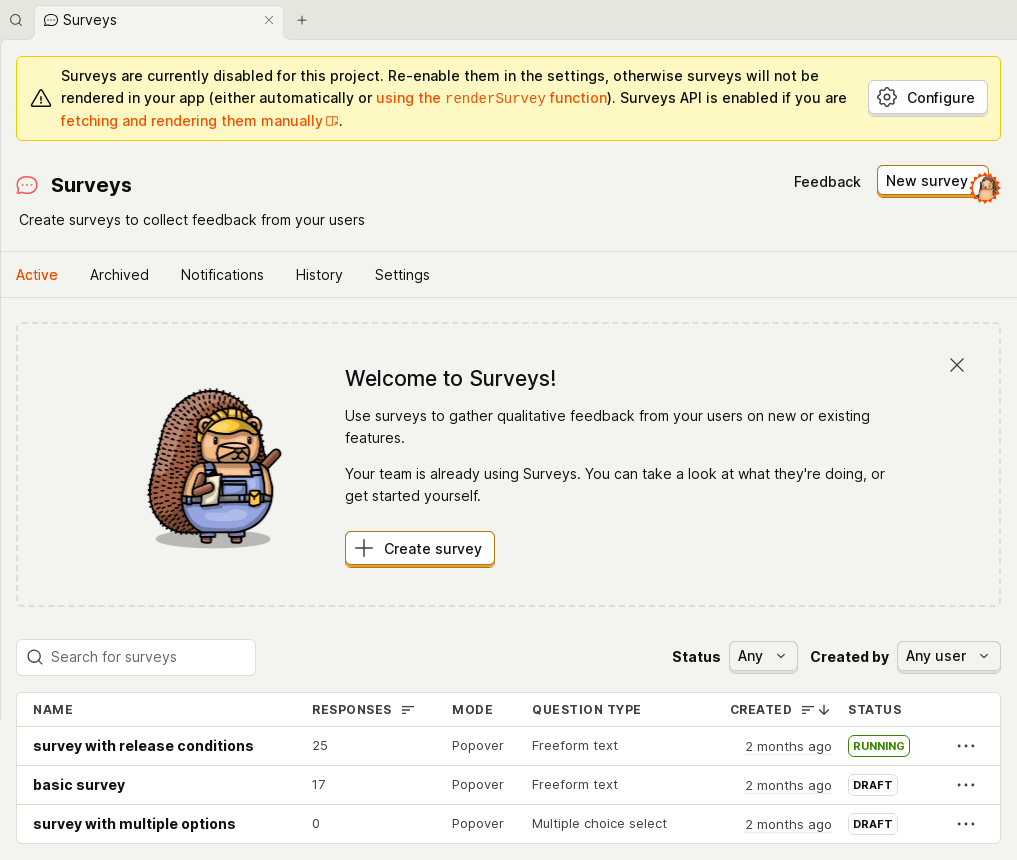 Surveys
Surveys are currently disabled for this project. Re-enable them in the settings, otherwise surveys will not be
rendered in your app (either automatically or using the renderSurvey function). Surveys API is enabled if you are
fetching and rendering them manually.
Configure
Surveys
Feedback
New survey
Create surveys to collect feedback from your users
Active Archived Notifications History Settings
Welcome to Surveys!
Use surveys to gather qualitative feedback from your users on new or existing
features.
Your team is already using Surveys. You can take a look at what they're doing, or
get started yourself.
Create survey
Search for surveys
Status Any Created by Any user
NAME RESPONSES MODE QUESTION TYPE CREATED STATUS
survey with release conditions 25 Popover Freeform text 2 months ago RUNNING
basic survey 17 Popover Freeform text 2 months ago DRAFT
survey with multiple options 0 Popover Multiple choice select 2 months ago DRAFT